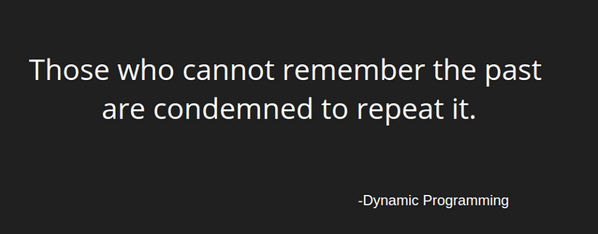 Those who cannot remember the past
are condemned to repeat it.
-Dynamic Programming